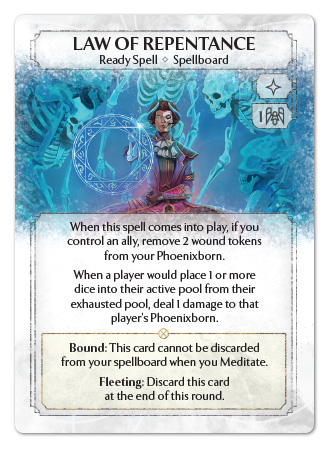 LAW OF REPENTANCE
Ready Spell ◇ Spellboard
1
When this spell comes into play, if you
control an ally, remove 2 wound tokens
from your Phoenixborn.
When a player would place 1 or more
dice into their active pool from their
exhausted pool, deal 1 damage to that
player's Phoenixborn.
Bound: This card cannot be discarded
from your spellboard when you Meditate.
Fleeting: Discard this card
at the end of this round.